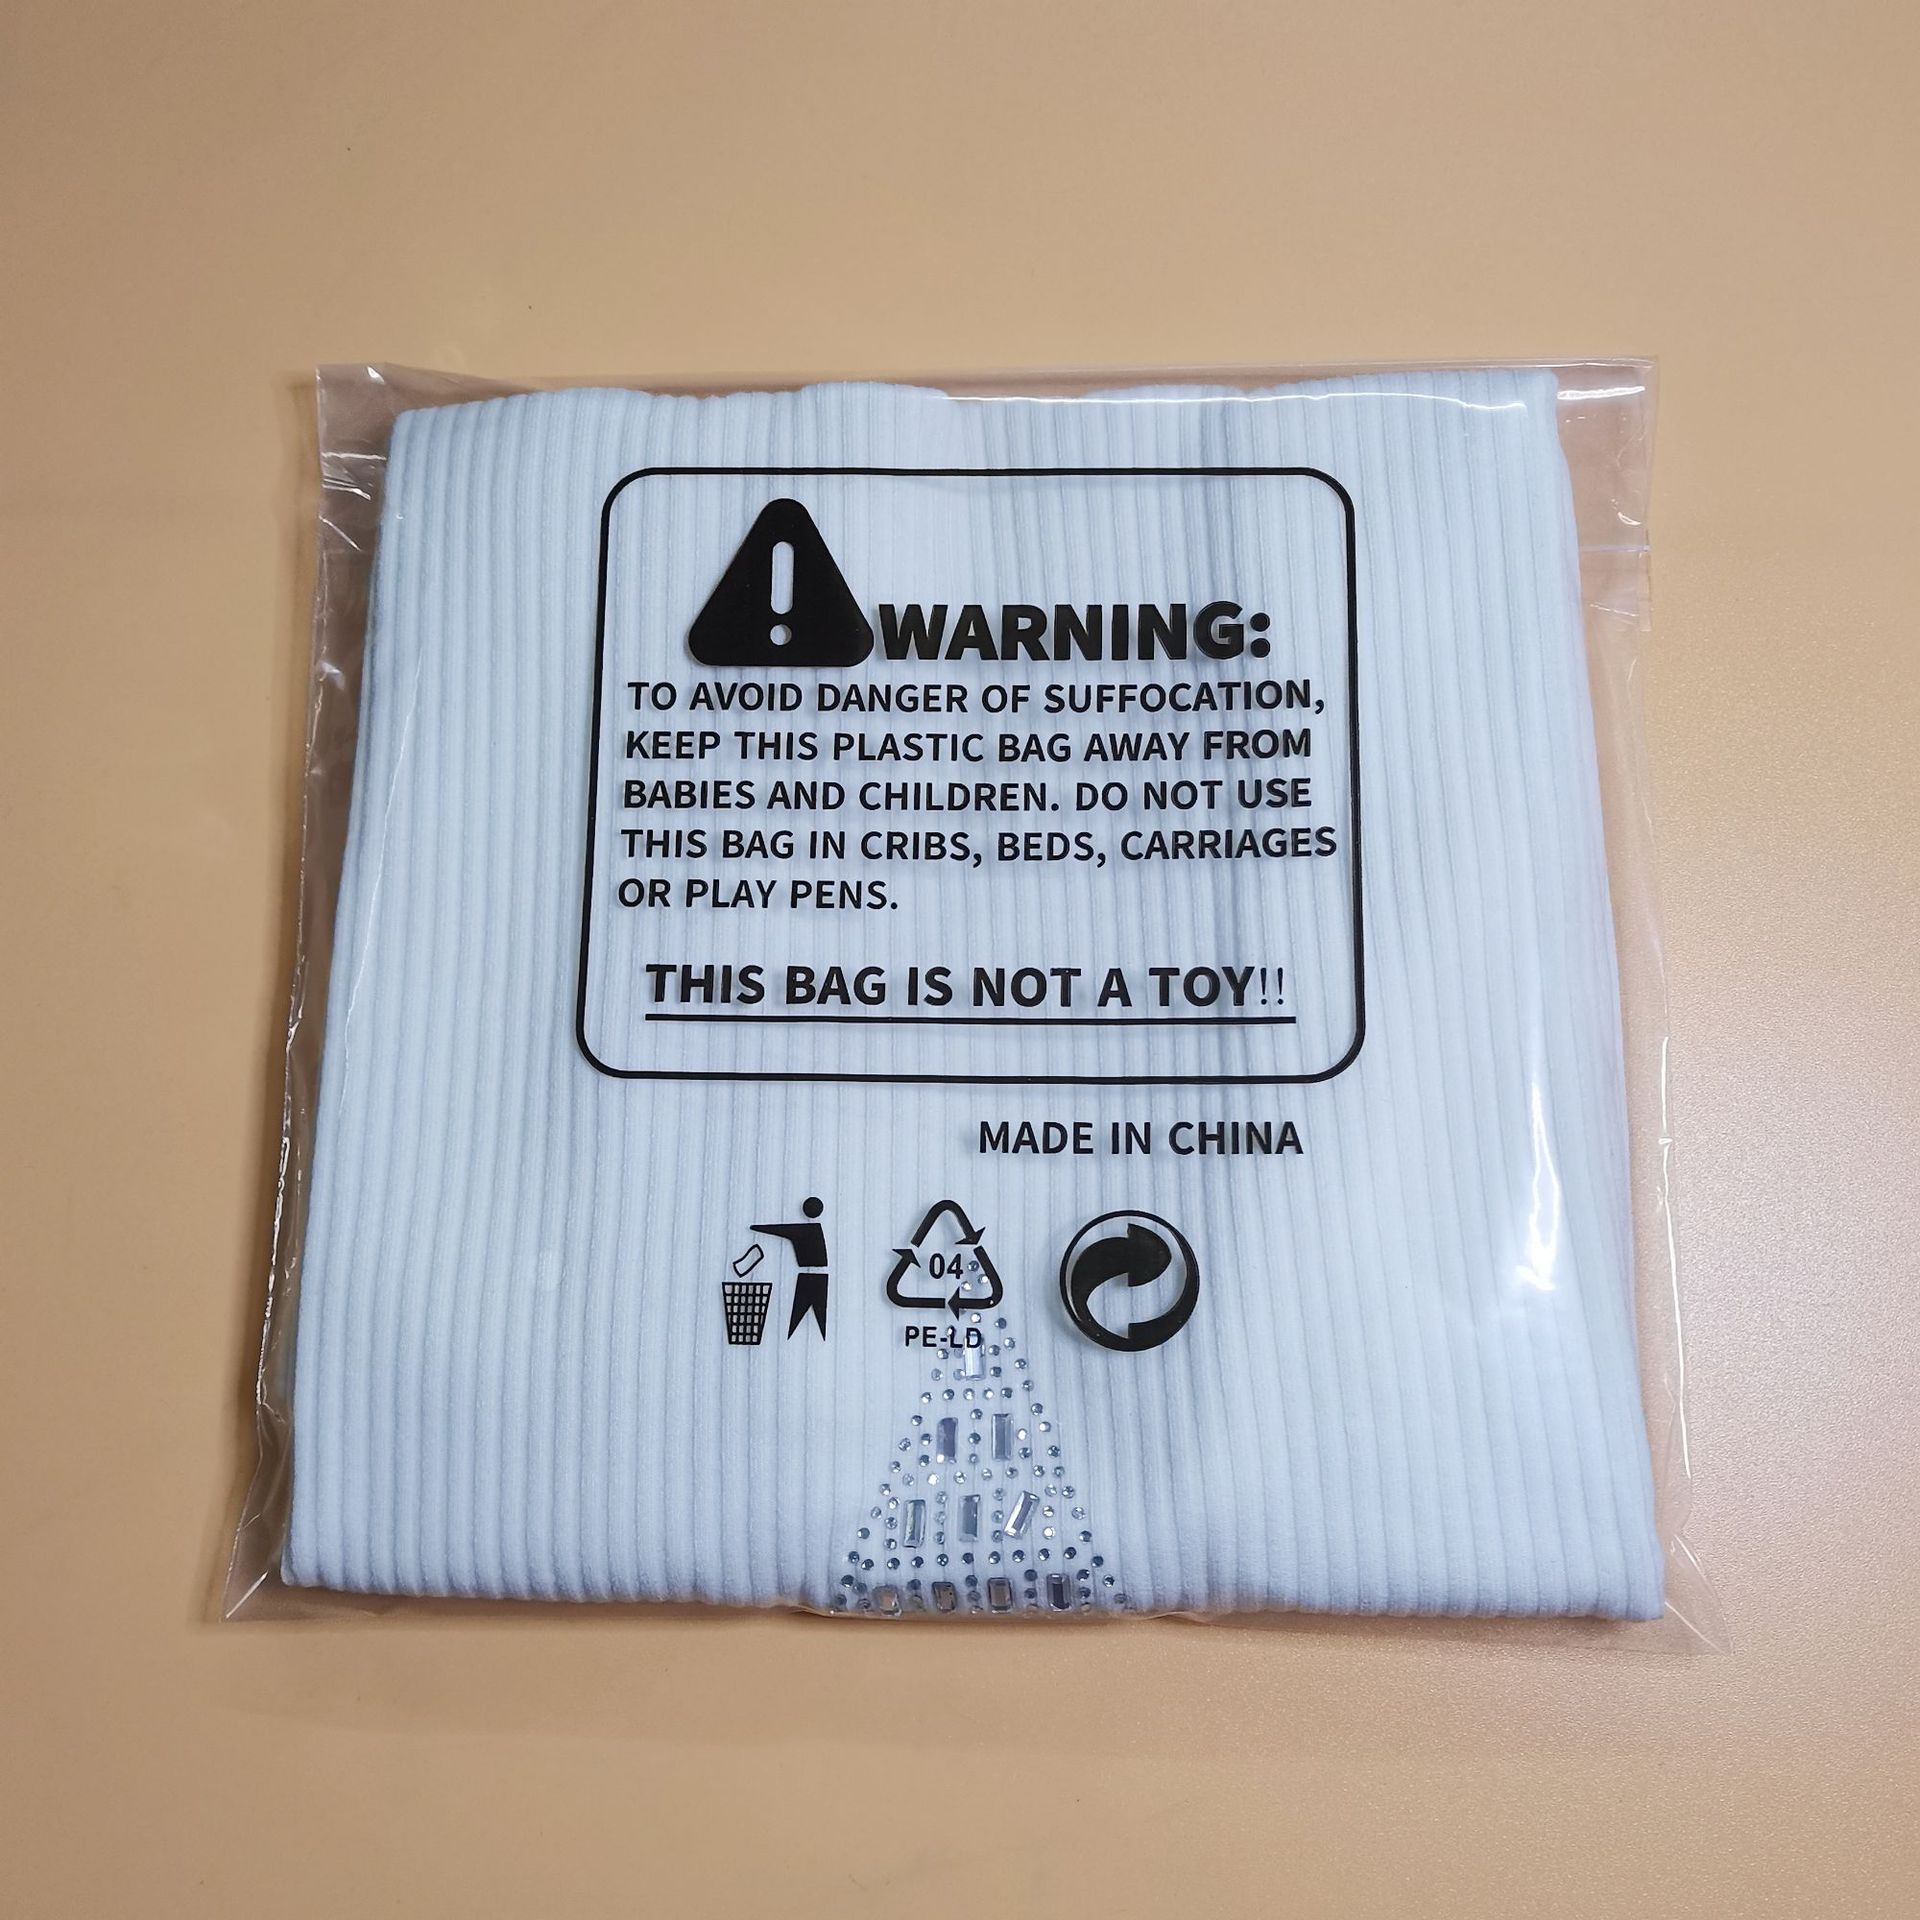 WARNING:
TO AVOID DANGER OF SUFFOCATION,
KEEP THIS PLASTIC BAG AWAY FROM
BABIES AND CHILDREN. DO NOT USE
THIS BAG IN CRIBS, BEDS, CARRIAGES
OR PLAY PENS.
THIS BAG IS NOT A TOY!!
MADE IN CHINA
04
PE-LD